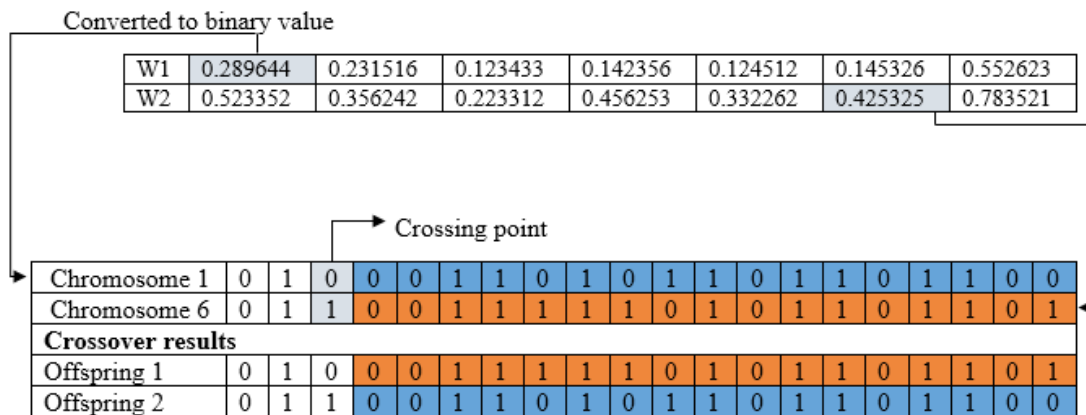 Converted to binary value
W1 0.289644 0.231516 0.123433 0.142356 0.124512 0.145326 0.552623
W2 0.523352 0.356242 0.223312 0.456253 0.332262 0.425325 0.783521
Crossing point
Chromosome 1 0 1 0 0 0 1 1 0 1 0 1 1 0 1 1 0 1 1 0 0
Chromosome 6 0 1 1 0 0 1 1 1 1 1 0 1 0 1 1 0 1 1 0 1
Crossover results
Offspring 1 0 1 0 0 0 1 1 1 1 1 0 1 0 1 1 0 1 1 0 1
Offspring 2 0 1 1 0 0 1 1 0 1 0 1 1 0 1 1 0 1 1 0 0